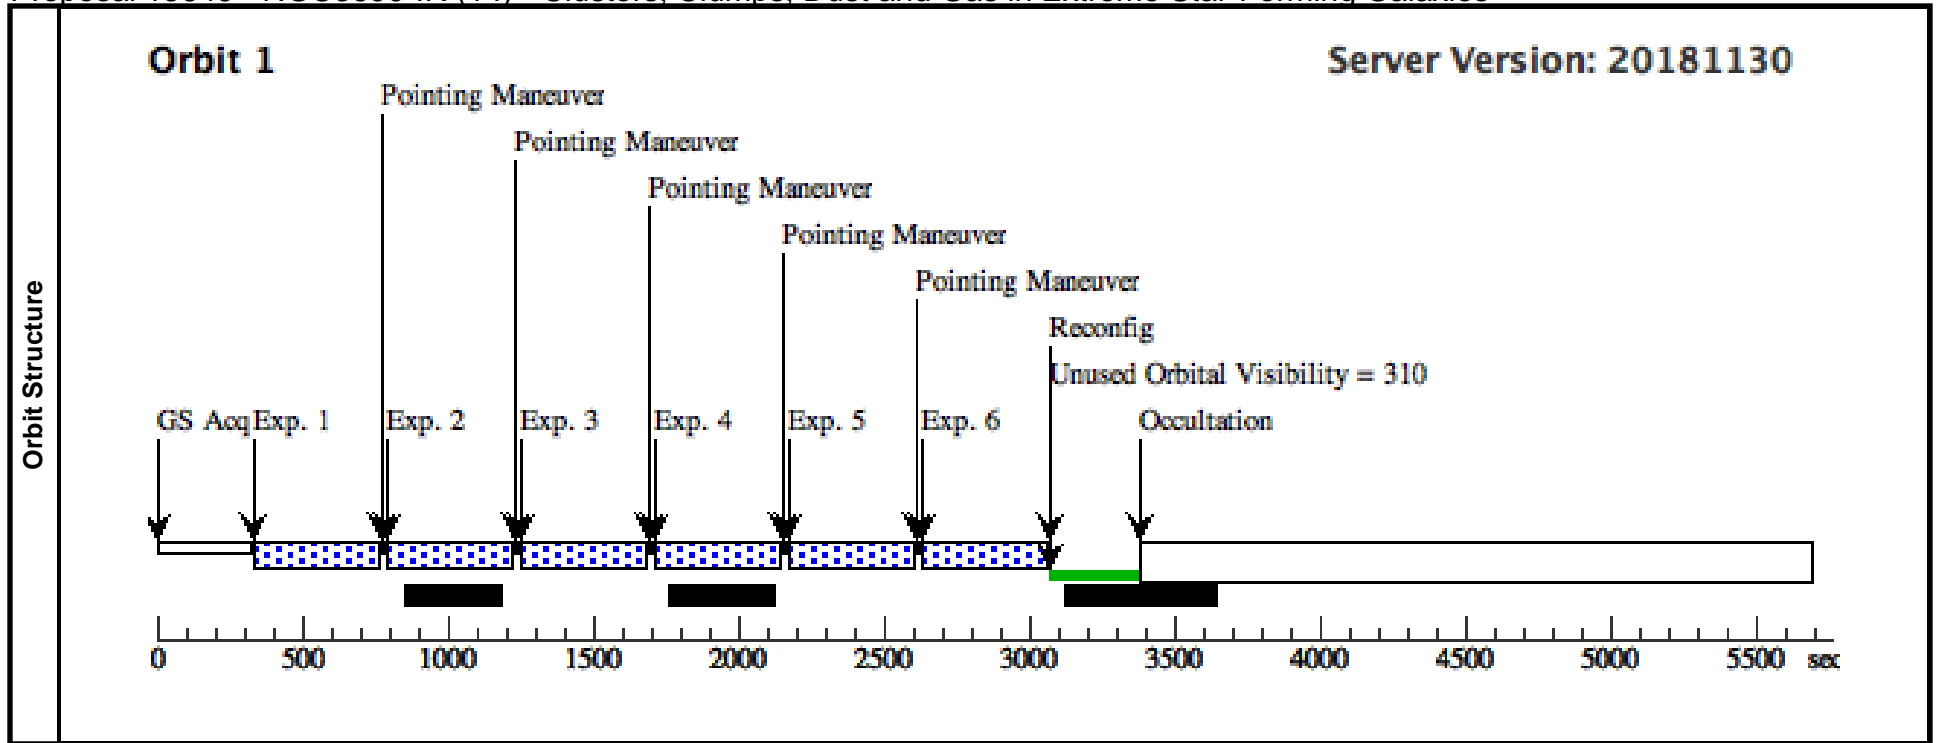 Orbit Structure
Orbit 1
Server Version: 20181130
Pointing Maneuver
Pointing Maneuver
Pointing Maneuver
Pointing Maneuver
Pointing Maneuver
Reconfig
Unused Orbital Visibility = 310
GS Acq Exp. 1 Exp. 2 Exp. 3 Exp. 4 Exp. 5 Exp. 6 Occultation
0 500 1000 1500 2000 2500 3000 3500 4000 4500 5000 5500 sec